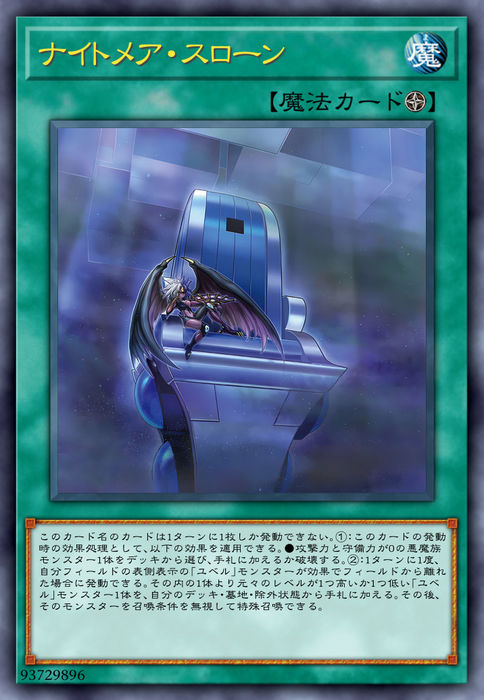 ナイトメア・スローン
魔
【魔法カード】
このカード名のカードは1ターンに1枚しか発動できない。①:このカードの発動
時の効果処理として、以下の効果を適用できる。●攻撃力と守備力が0の悪魔族
モンスター1体をデッキから選び、手札に加えるか破壊する。②:1ターンに1度、
自分フィールドの表側表示の「ユベル」モンスターが効果でフィールドから離れ
た場合に発動できる。その内の1体より元々のレベルが1つ高いか1つ低い「ユベ
ル」モンスター1体を、自分のデッキ・墓地・除外状態から手札に加える。その後、
そのモンスターを召喚条件を無視して特殊召喚できる。
93729896